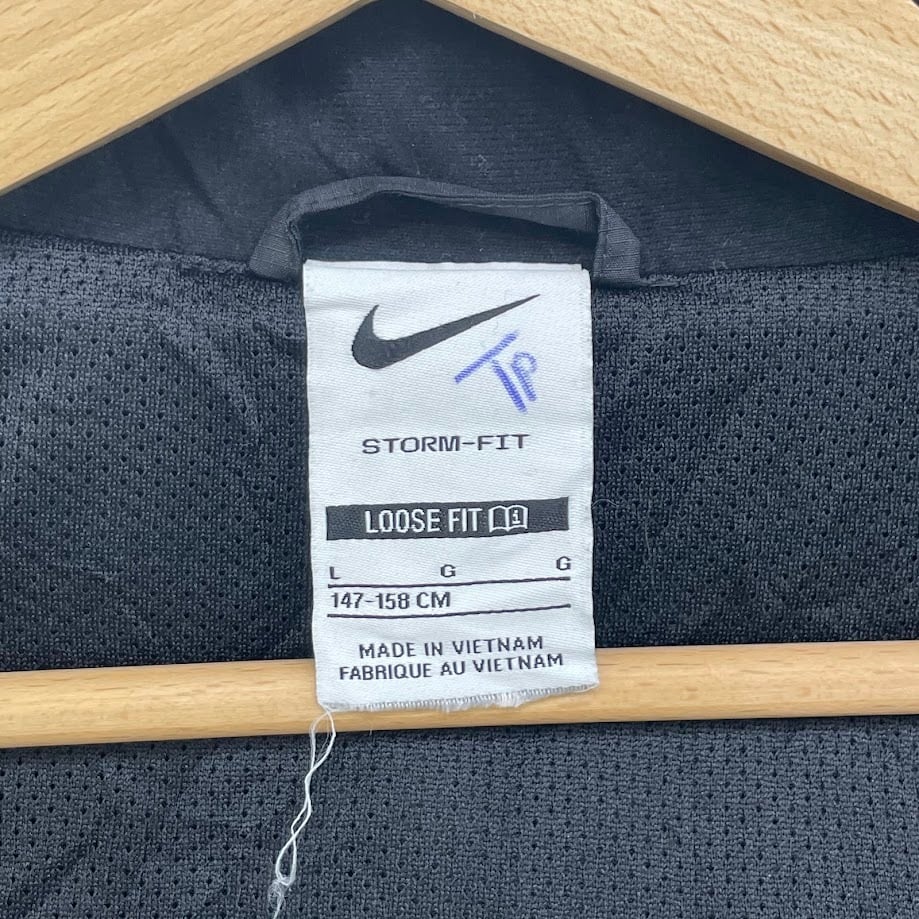 TP
STORM-FIT
LOOSE FIT
L G G
147-158 CM
MADE IN VIETNAM
FABRIQUE AU VIETNAM